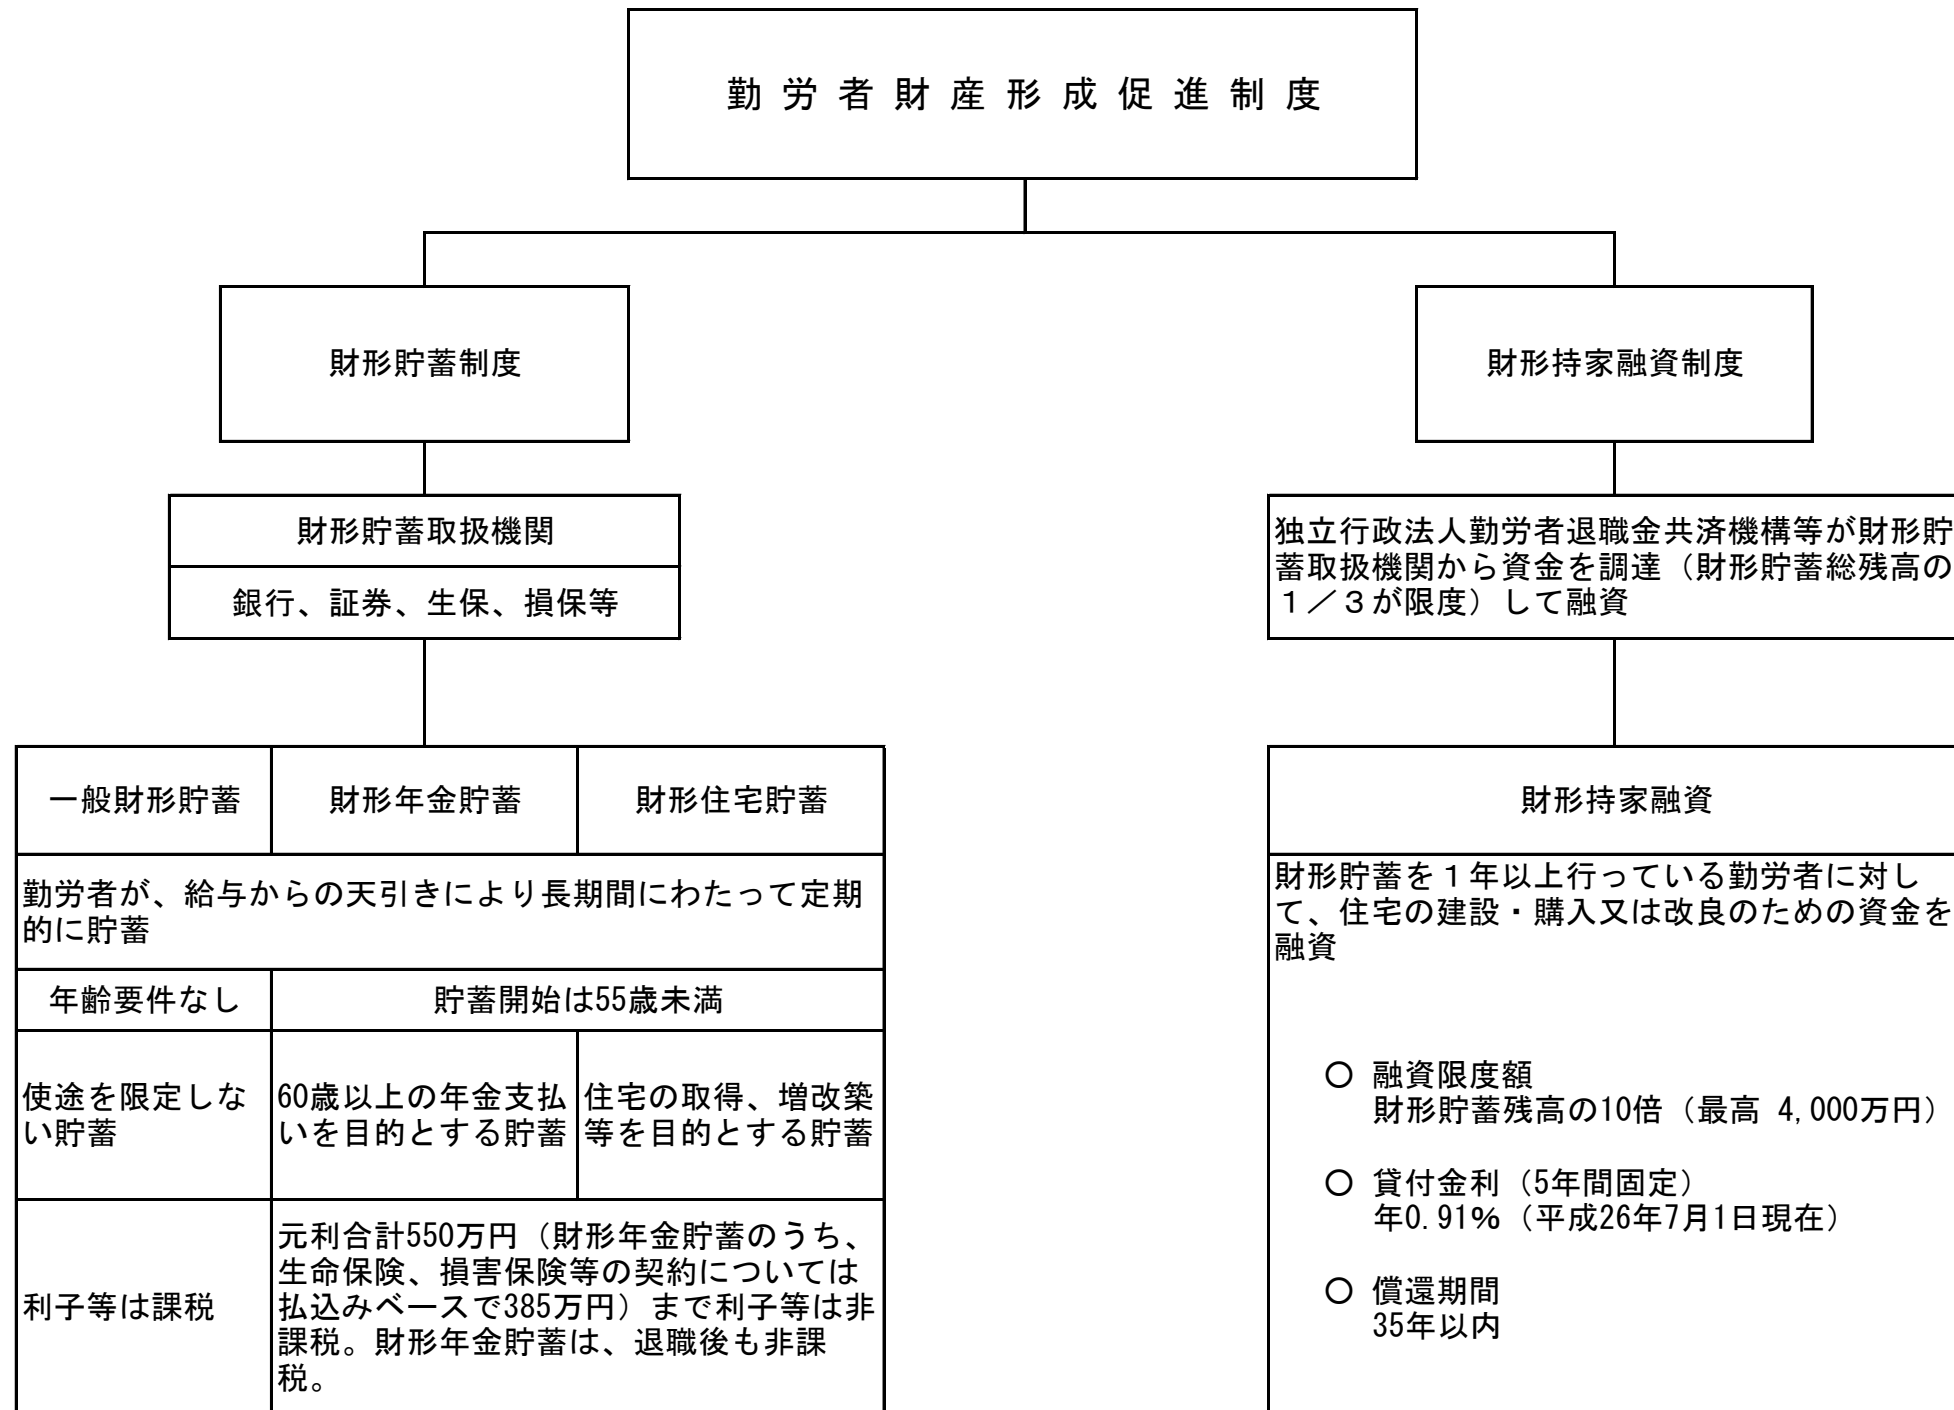 勤労者財産形成促進制度
財形貯蓄制度
財形持家融資制度
財形貯蓄取扱機関
銀行、証券、生保、損保等
独立行政法人勤労者退職金共済機構等が財形貯
蓄取扱機関から資金を調達（財形貯蓄総残高の
１／３が限度）して融資
一般財形貯蓄
財形年金貯蓄
財形住宅貯蓄
勤労者が、給与からの天引きにより長期間にわたって定期
的に貯蓄
年齢要件なし
貯蓄開始は55歳未満
使途を限定しな
い貯蓄
60歳以上の年金支払
いを目的とする貯蓄
住宅の取得、増改築
等を目的とする貯蓄
利子等は課税
元利合計550万円（財形年金貯蓄のうち、
生命保険、損害保険等の契約については
払込みベースで385万円）まで利子等は非
課税。財形年金貯蓄は、退職後も非課
税。
財形持家融資
財形貯蓄を１年以上行っている勤労者に対し
て、住宅の建設・購入又は改良のための資金を
融資
○ 融資限度額
財形貯蓄残高の10倍（最高 4,000万円）
○ 貸付金利（5年間固定）
年0.91％（平成26年7月1日現在）
○ 償還期間
35年以内